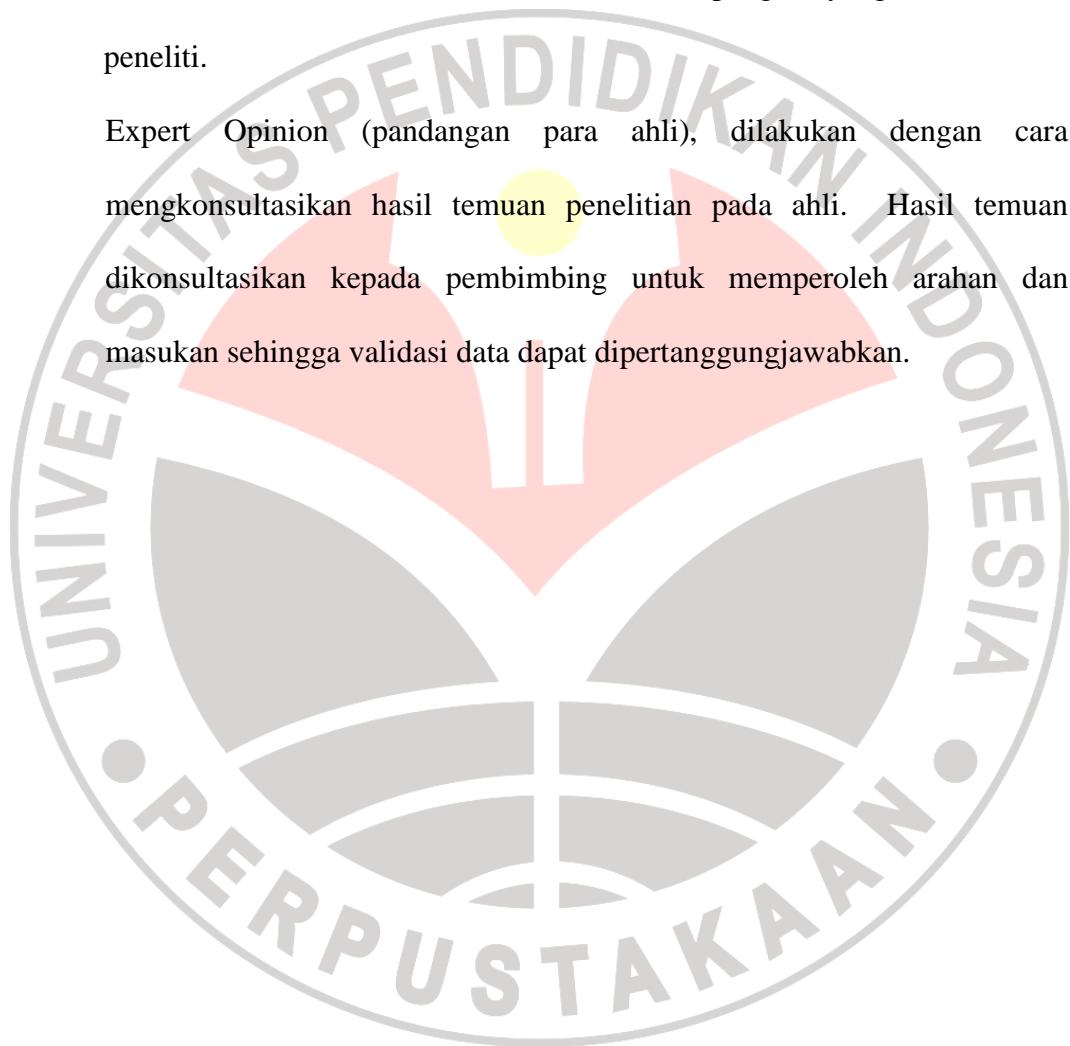 peneliti.
Expert Opinion (pandangan para ahli), dilakukan dengan cara
mengkonsultasikan hasil temuan penelitian pada ahli. Hasil temuan
dikonsultasikan kepada pembimbing untuk memperoleh arahan dan
masukan sehingga validasi data dapat dipertanggungjawabkan.
UNIVERSITAS PENDIDIKAN INDONESIA
PERPUSTAKAAN